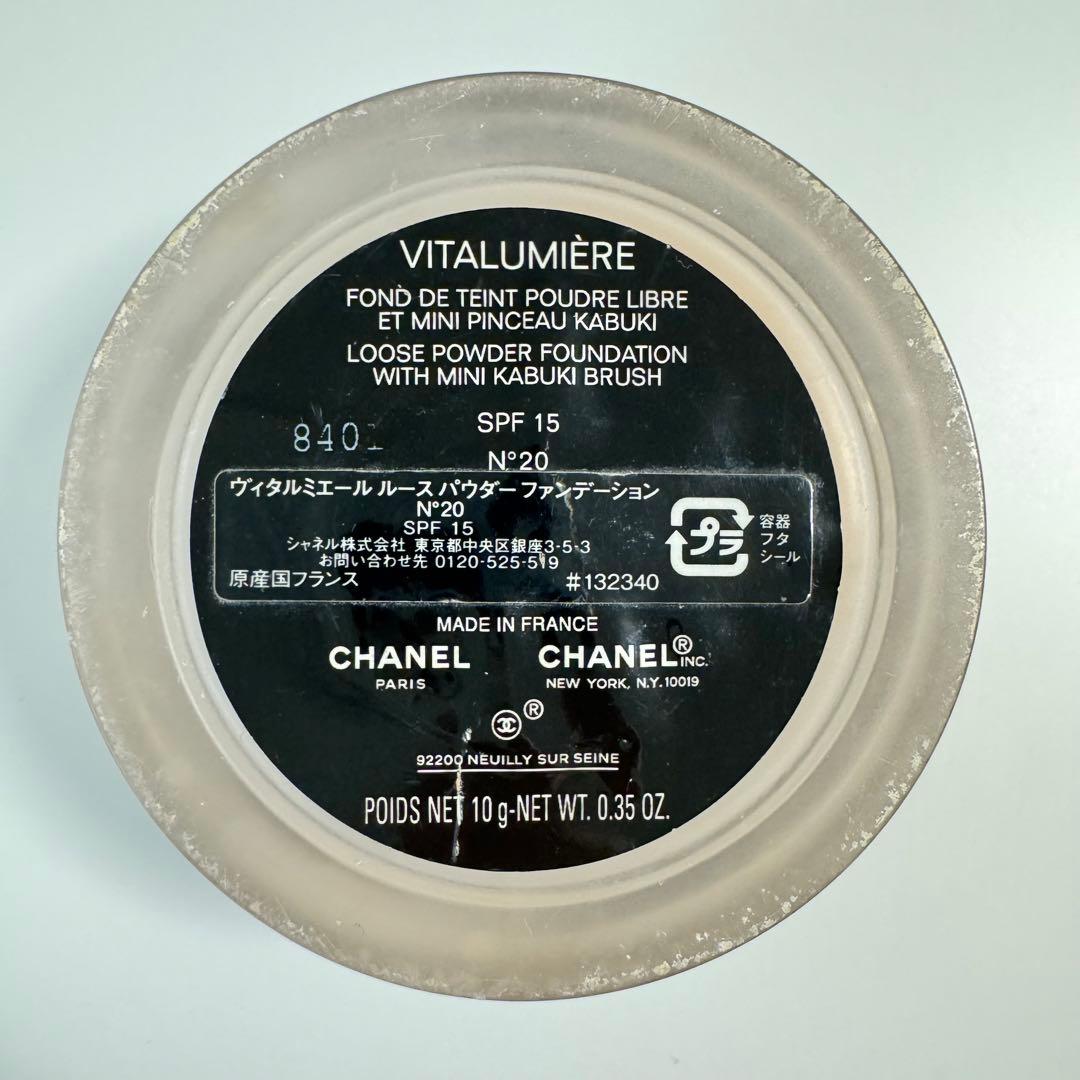 VITALUMIÈRE
FOND DE TEINT POUDRE LIBRE
ET MINI PINCEAU KABUKI
LOOSE POWDER FOUNDATION
WITH MINI KABUKI BRUSH
SPF 15
8401
N°20
ヴィタルミエール ルース パウダー ファンデーション
N°20
SPF 15
シャネル株式会社 東京都中央区銀座3-5-3
お問い合わせ先 0120-525-519
原産国フランス #132340
プラ
容器
フタ
シール
MADE IN FRANCE
CHANEL
PARIS
CHANEL® INC.
NEW YORK, N.Y. 10019
®
92200 NEUILLY SUR SEINE
POIDS NET 10 g-NET WT. 0.35 OZ.